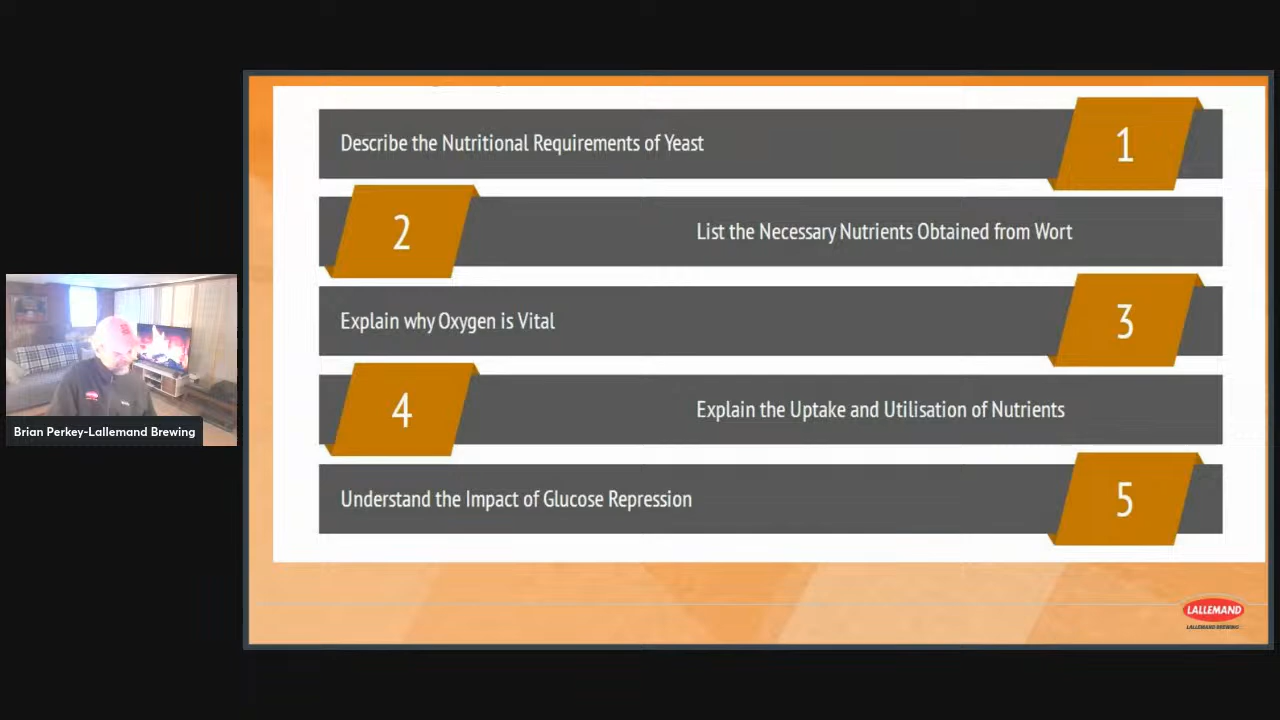 Describe the Nutritional Requirements of Yeast
1
2
List the Necessary Nutrients Obtained from Wort
Explain why Oxygen is Vital
3
4
Explain the Uptake and Utilisation of Nutrients
Understand the Impact of Glucose Repression
5
Brian Perkey-Lallemand Brewing
LALLEMAND
LALLEMAND BREWING